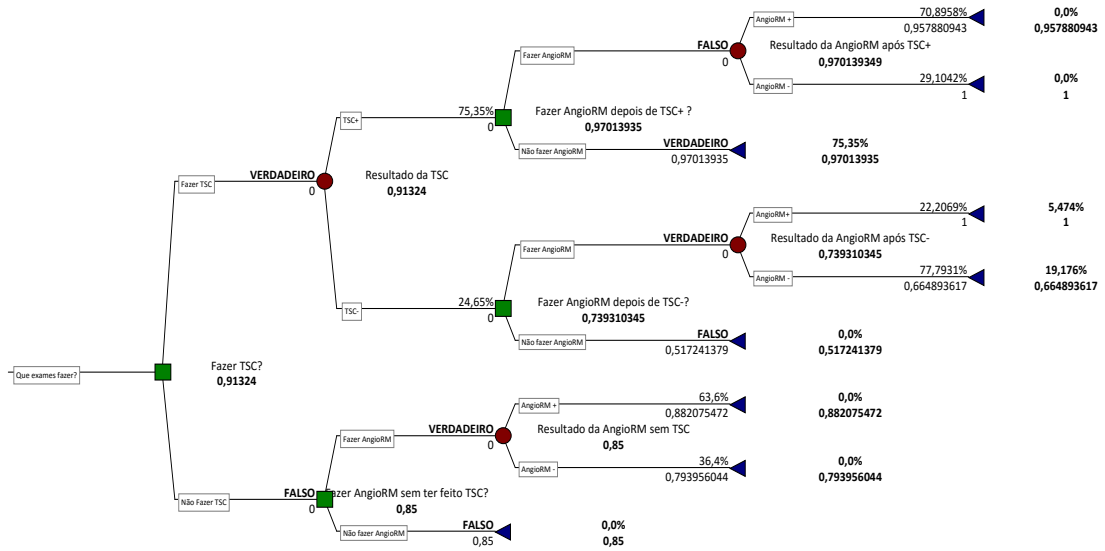 AngioRM +
70,8958%
0,0%
0,957880943
0,957880943
Fazer AngioRM
FALSO
0
Resultado da AngioRM após TSC+
0,970139349
AngioRM -
29,1042%
0,0%
1
1
TSC+
75,35%
0
Fazer AngioRM depois de TSC+ ?
0,97013935
Não fazer AngioRM
VERDADEIRO
75,35%
0,97013935
0,97013935
Fazer TSC
VERDADEIRO
0
Resultado da TSC
0,91324
AngioRM+
22,2069%
5,474%
1
1
Fazer AngioRM
VERDADEIRO
0
Resultado da AngioRM após TSC-
0,739310345
AngioRM -
77,7931%
19,176%
0,664893617
0,664893617
TSC-
24,65%
0
Fazer AngioRM depois de TSC-?
0,739310345
Não fazer AngioRM
FALSO
0,0%
0,517241379
0,517241379
Que exames fazer?
Fazer TSC?
0,91324
AngioRM +
63,6%
0,0%
0,882075472
0,882075472
Fazer AngioRM
VERDADEIRO
0
Resultado da AngioRM sem TSC
0,85
AngioRM -
36,4%
0,0%
0,793956044
0,793956044
Não Fazer TSC
FALSO
0
Fazer AngioRM sem ter feito TSC?
0,85
Não fazer AngioRM
FALSO
0,0%
0,85
0,85